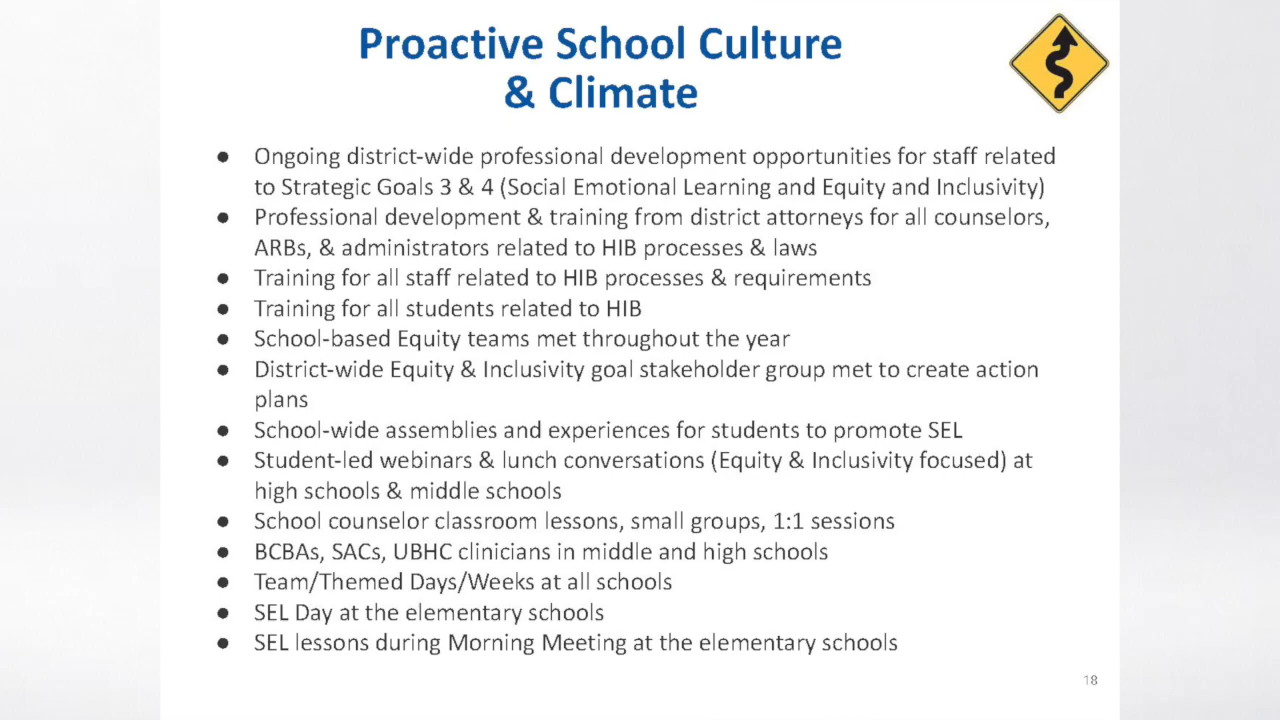 Proactive School Culture
& Climate
● Ongoing district-wide professional development opportunities for staff related
to Strategic Goals 3 & 4 (Social Emotional Learning and Equity and Inclusivity)
● Professional development & training from district attorneys for all counselors,
ARBs, & administrators related to HIB processes & laws
● Training for all staff related to HIB processes & requirements
● Training for all students related to HIB
● School-based Equity teams met throughout the year
● District-wide Equity & Inclusivity goal stakeholder group met to create action
plans
● School-wide assemblies and experiences for students to promote SEL
● Student-led webinars & lunch conversations (Equity & Inclusivity focused) at
high schools & middle schools
● School counselor classroom lessons, small groups, 1:1 sessions
● BCBAs, SACs, UBHC clinicians in middle and high schools
● Team/Themed Days/Weeks at all schools
● SEL Day at the elementary schools
● SEL lessons during Morning Meeting at the elementary schools
18